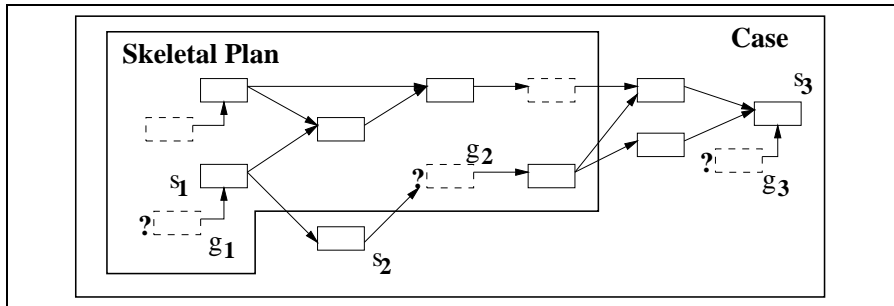 Skeletal Plan
Case
s3
g2
?
s1
?
g3
?
g1
s2